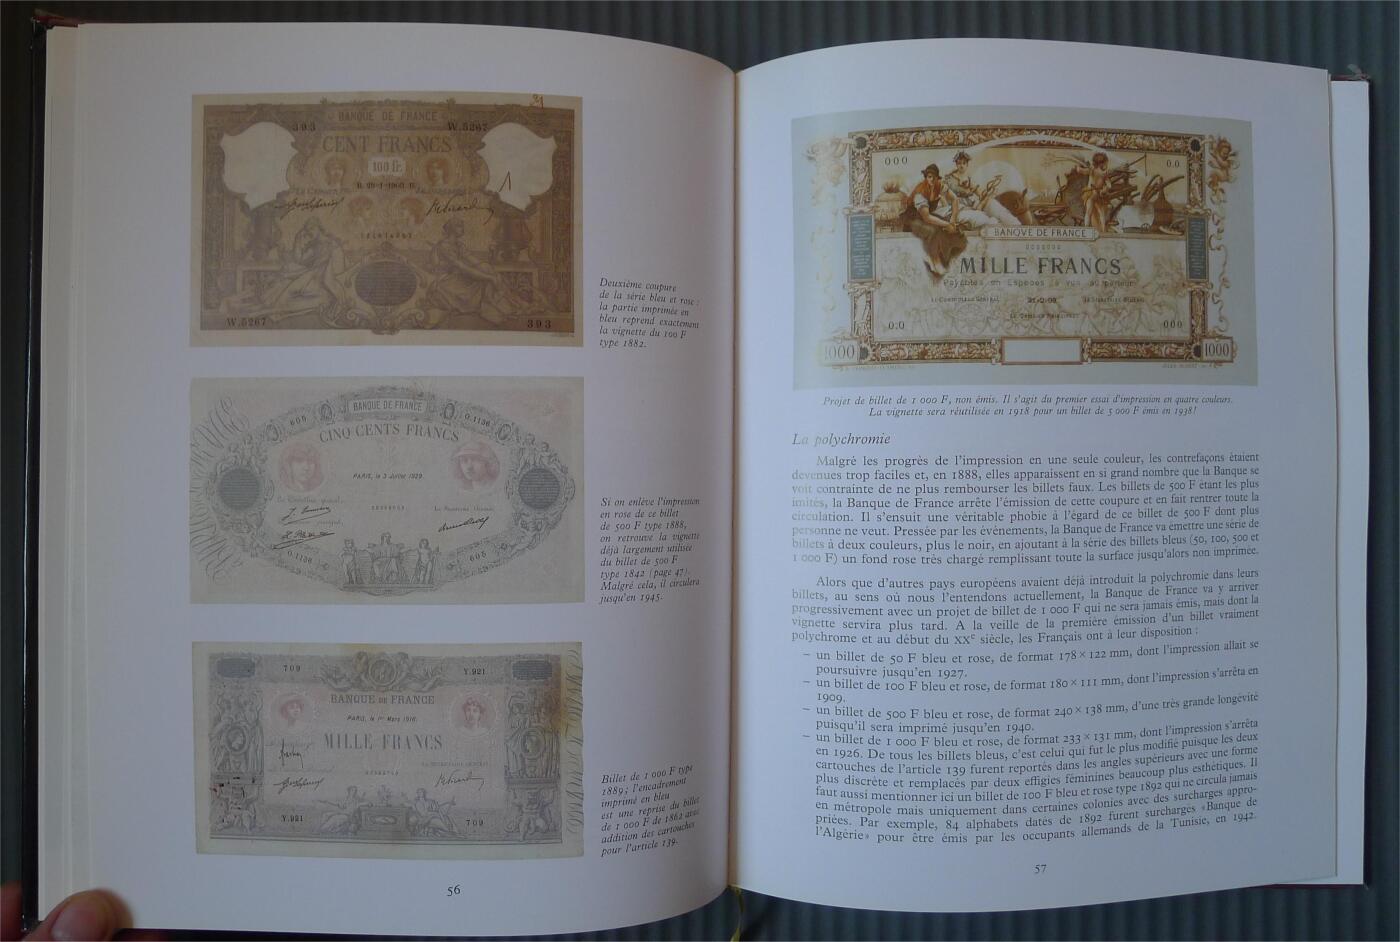 BANQUE DE FRANCE
393
W.5267
CENT FRANCS
100 Fr.
W.5267
393
Deuxième coupure
de la série bleu et rose :
la partie imprimée en
bleu reprend exactement
la vignette du 100 F
type 1882.
BANQUE DE FRANCE
605
O.1136
CINQ CENTS FRANCS
PARIS, le 3 Juillet 1929
O.1136
605
Si on enlève l'impression
en rose de ce billet
de 500 F type 1888,
on retrouve la vignette
déjà largement utilisée
du billet de 500 F
type 1842 (page 47).
Malgré cela, il circulera
jusqu'en 1945.
709
Y.921
BANQUE DE FRANCE
PARIS, le 1er Mars 1916
MILLE FRANCS
Y.921
709
Billet de 1 000 F type
1889; l'encadrement
imprimé en bleu
est une reprise du billet
de 1 000 F de 1862 avec
addition des cartouches
pour l'article 139.
56
000
0.0
BANQVE DE FRANCE
0000000
MILLE FRANCS
Payables en Espèces à vue au porteur
0.0
000
1000
1000
Projet de billet de 1 000 F, non émis. Il s'agit du premier essai d'impression en quatre couleurs.
La vignette sera réutilisée en 1918 pour un billet de 5 000 F émis en 1938!
La polychromie
Malgré les progrès de l'impression en une seule couleur, les contrefaçons étaient
devenues trop faciles et, en 1888, elles apparaissent en si grand nombre que la Banque se
voit contrainte de ne plus rembourser les billets faux. Les billets de 500 F étant les plus
imités, la Banque de France arrête l'émission de cette coupure et en fait rentrer toute la
circulation. Il s'ensuit une véritable phobie à l'égard de ce billet de 500 F dont plus
personne ne veut. Pressée par les événements, la Banque de France va émettre une série de
billets à deux couleurs, plus le noir, en ajoutant à la série des billets bleus (50, 100, 500 et
1 000 F) un fond rose très chargé remplissant toute la surface jusqu'alors non imprimée.
Alors que d'autres pays européens avaient déjà introduit la polychromie dans leurs
billets, au sens où nous l'entendons actuellement, la Banque de France va y arriver
progressivement avec un projet de billet de 1 000 F qui ne sera jamais émis, mais dont la
vignette servira plus tard. A la veille de la première émission d'un billet vraiment
polychrome et au début du XXe siècle, les Français ont à leur disposition :
– un billet de 50 F bleu et rose, de format 178 × 122 mm, dont l'impression allait se
poursuivre jusqu'en 1927.
– un billet de 100 F bleu et rose, de format 180 × 111 mm, dont l'impression s'arrêta en
1909.
– un billet de 500 F bleu et rose, de format 240 × 138 mm, d'une très grande longévité
puisqu'il sera imprimé jusqu'en 1940.
– un billet de 1 000 F bleu et rose, de format 233 × 131 mm, dont l'impression s'arrêta
en 1926. De tous les billets bleus, c'est celui qui fut le plus modifié puisque les deux
cartouches de l'article 139 furent reportés dans les angles supérieurs avec une forme
plus discrète et remplacés par deux effigies féminines beaucoup plus esthétiques. Il
faut aussi mentionner ici un billet de 100 F bleu et rose type 1892 qui ne circula jamais
en métropole mais uniquement dans certaines colonies avec des surcharges appro-
priées. Par exemple, 84 alphabets datés de 1892 furent surchargés «Banque de
l'Algérie» pour être émis par les occupants allemands de la Tunisie, en 1942.
57